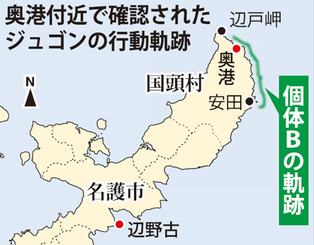 奥港付近で確認された
ジュゴンの行動軌跡
辺戸岬
奥港
N
国頭村
安田
個体Bの軌跡
名護市
辺野古